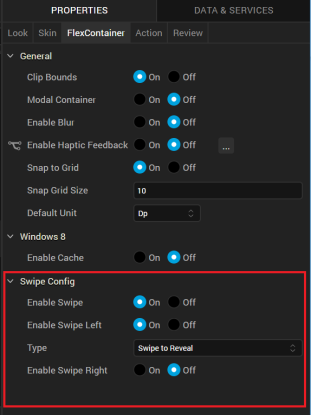 PROPERTIES DATA & SERVICES
Look Skin FlexContainer Action Review
General
Clip Bounds On Off
Modal Container On Off
Enable Blur On Off
Enable Haptic Feedback On Off ...
Snap to Grid On Off
Snap Grid Size 10
Default Unit Dp
Windows 8
Enable Cache On Off
Swipe Config
Enable Swipe On Off
Enable Swipe Left On Off
Type Swipe to Reveal
Enable Swipe Right On Off